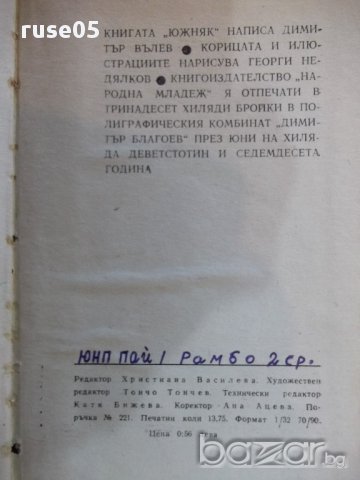 ruse05
КНИГАТА „ЮЖНЯК“ НАПИСА ДИМИ-
ТЪР ВЪЛЕВ ● КОРИЦАТА И ИЛЮ-
СТРАЦИИТЕ НАРИСУВА ГЕОРГИ НЕ-
ДЯЛКОВ ● КНИГОИЗДАТЕЛСТВО „НА-
РОДНА МЛАДЕЖ“ Я ОТПЕЧАТИ В
ТРИНАДЕСЕТ ХИЛЯДИ БРОЙКИ В ПО-
ЛИГРАФИЧЕСКИЯ КОМБИНАТ „ДИМИ-
ТЪР БЛАГОЕВ“ ПРЕЗ ЮНИ НА ХИЛЯ-
ДА ДЕВЕТСТОТИН И СЕДЕМДЕСЕТА
ГОДИНА
ЮНП ПАЙ 1 Рамбо 2 ср.
Редактор Христиана Василева. Художествен
редактор Тончо Тончев. Технически редактор
Катя Бижева. Коректор Ана Ацева. По-
ръчка № 221. Печатни коли 13,75. Формат 1/32 70/90.
Цена 0·56 лева
bazar.bg